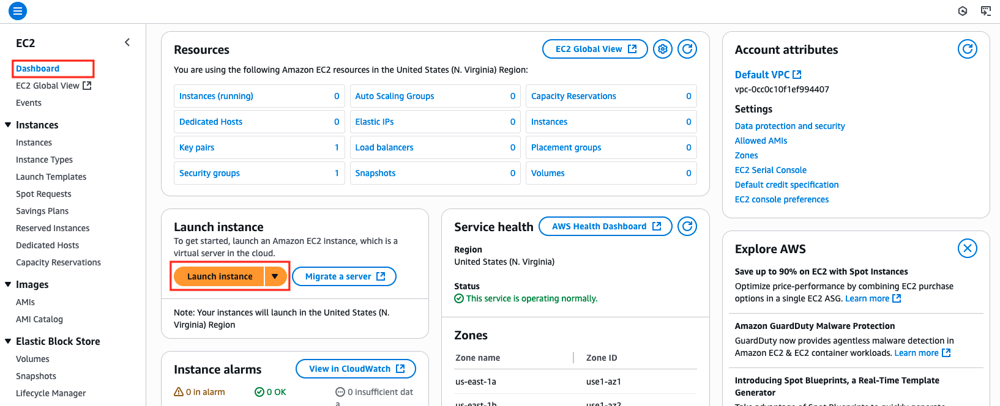 EC2
Dashboard
EC2 Global View
Events
Instances
Instances
Instance Types
Launch Templates
Spot Requests
Savings Plans
Reserved Instances
Dedicated Hosts
Capacity Reservations
Images
AMIs
AMI Catalog
Elastic Block Store
Volumes
Snapshots
Lifecycle Manager
Resources
EC2 Global View
You are using the following Amazon EC2 resources in the United States (N. Virginia) Region:
Instances (running) 0
Auto Scaling Groups 0
Capacity Reservations 0
Dedicated Hosts 0
Elastic IPs 0
Instances 0
Key pairs 1
Load balancers 0
Placement groups 0
Security groups 1
Snapshots 0
Volumes 0
Launch instance
To get started, launch an Amazon EC2 instance, which is a
virtual server in the cloud.
Launch instance
Migrate a server
Note: Your instances will launch in the United States (N.
Virginia) Region
Instance alarms
View in CloudWatch
0 in alarm
0 OK
0 insufficient dat
a
Service health
AWS Health Dashboard
Region
United States (N. Virginia)
Status
This service is operating normally.
Zones
Zone name
Zone ID
us-east-1a
use1-az1
us-east-1b
use1-az2
Account attributes
Default VPC
vpc-0cc0c10f1ef994407
Settings
Data protection and security
Allowed AMIs
Zones
EC2 Serial Console
Default credit specification
EC2 console preferences
Explore AWS
Save up to 90% on EC2 with Spot Instances
Optimize price-performance by combining EC2 purchase
options in a single EC2 ASG. Learn more
Amazon GuardDuty Malware Protection
GuardDuty now provides agentless malware detection in
Amazon EC2 & EC2 container workloads. Learn more
Introducing Spot Blueprints, a Real-Time Template
Generator